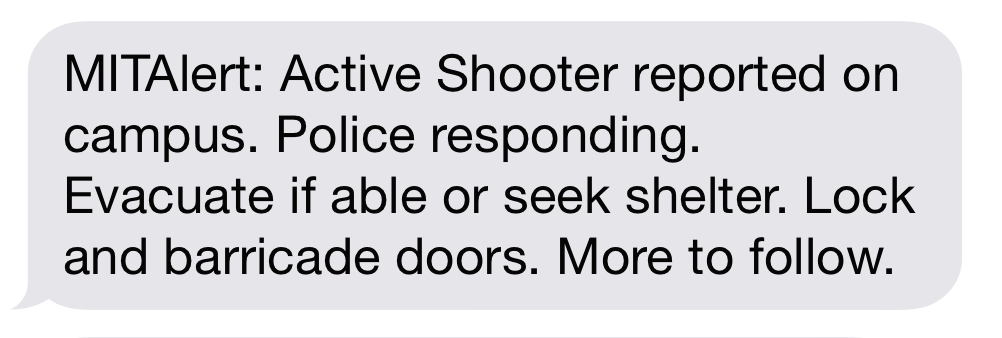 MITAlert: Active Shooter reported on
campus. Police responding.
Evacuate if able or seek shelter. Lock
and barricade doors. More to follow.